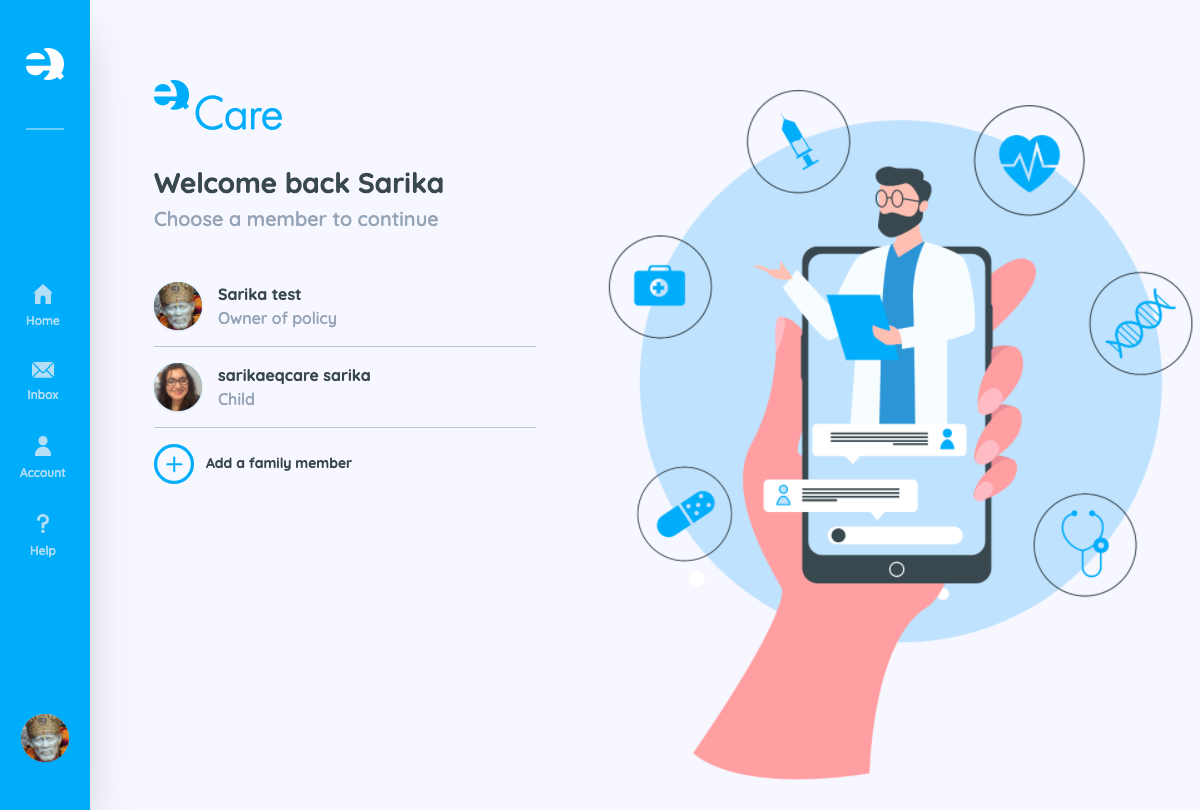 Care
Welcome back Sarika
Choose a member to continue
Sarika test
Owner of policy
sarikaeqcare sarika
Child
Add a family member
Home
Inbox
Account
Help